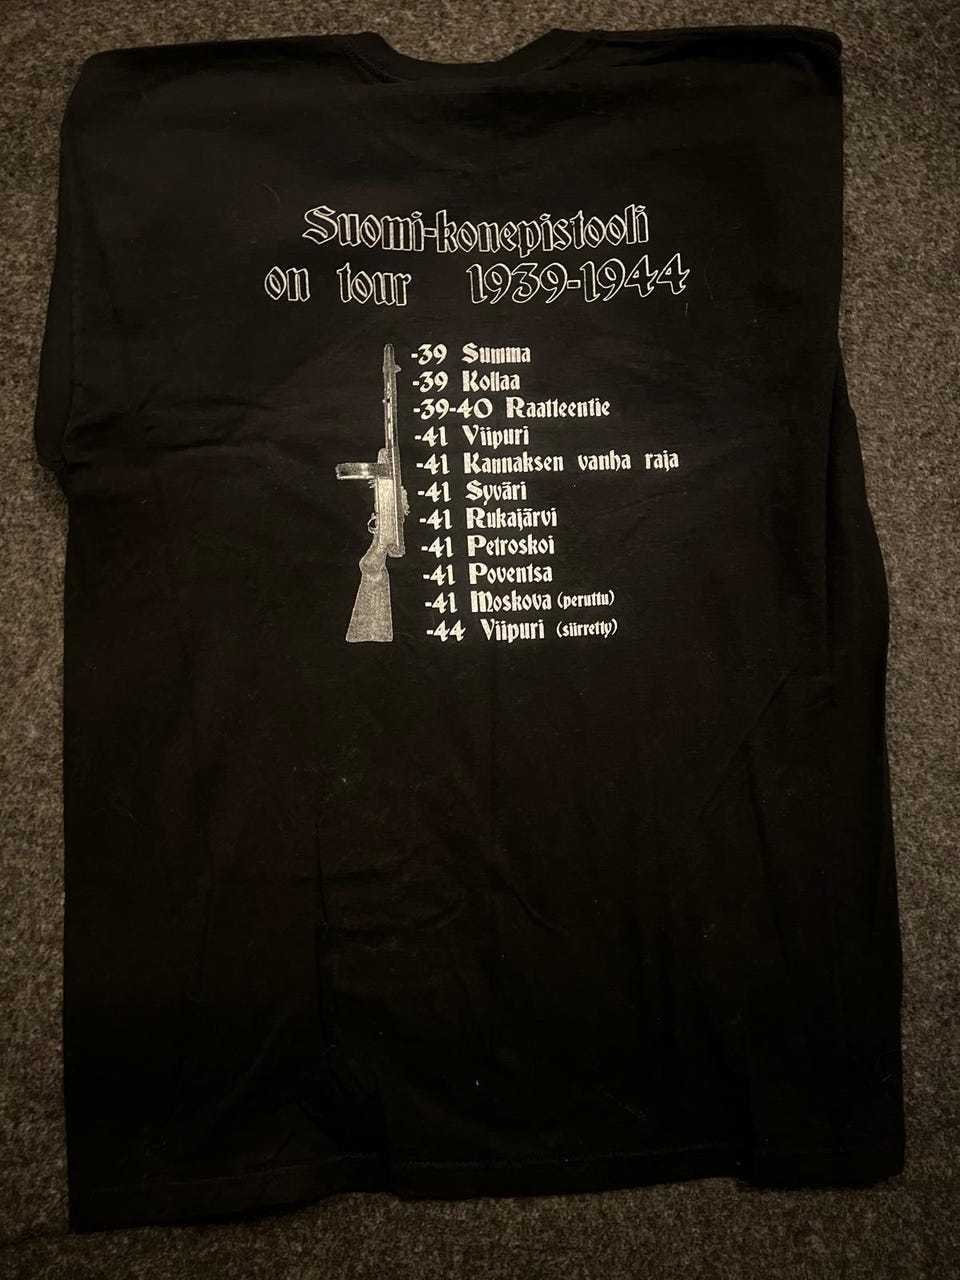 Suomi-konepistooli
on tour 1939-1944
-39 Summa
-39 Kollaa
-39-40 Raatteentie
-41 Viipuri
-41 Kannaksen vanha raja
-41 Syväri
-41 Rukajärvi
-41 Petroskoi
-41 Poventsa
-41 Moskova (peruttu)
-44 Viipuri (siirretty)